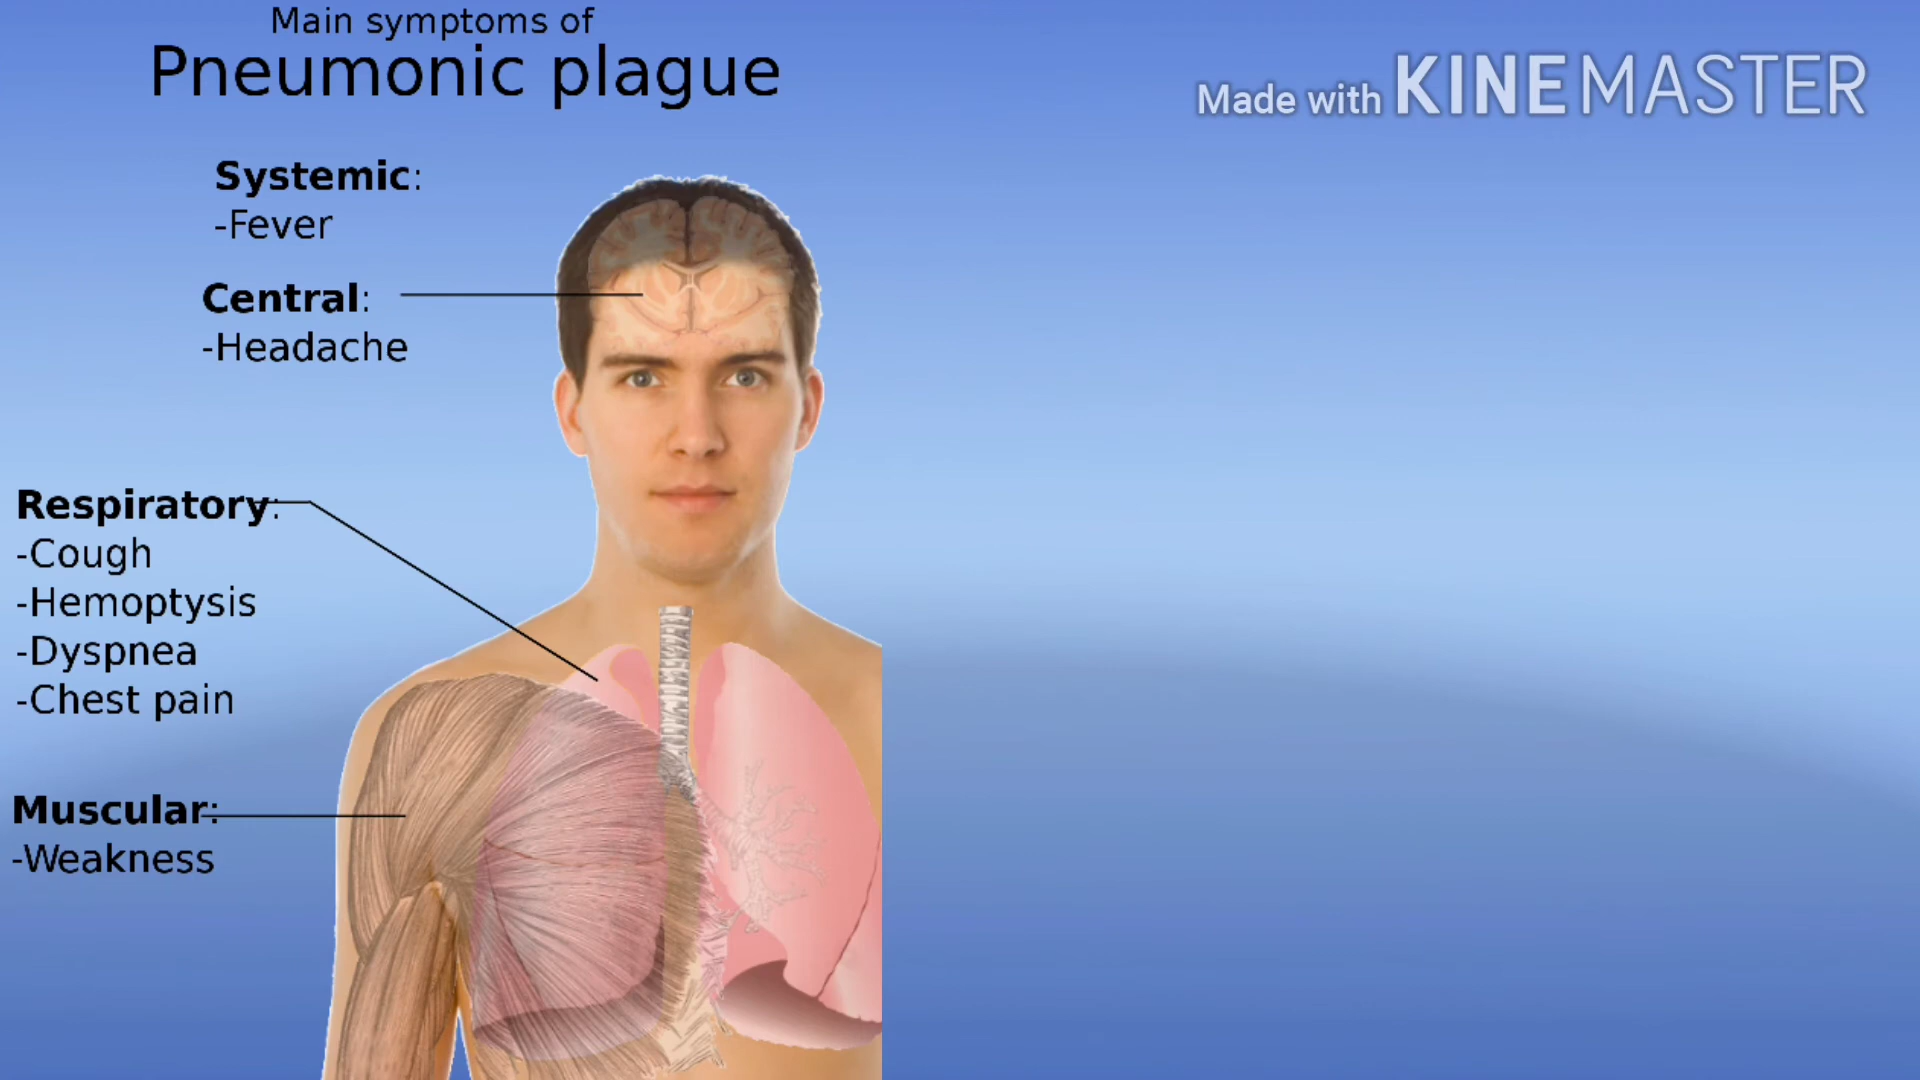 Main symptoms of
Pneumonic plague
Made with KINEMASTER
Systemic:
-Fever
Central:
-Headache
Respiratory:
-Cough
-Hemoptysis
-Dyspnea
-Chest pain
Muscular:
-Weakness